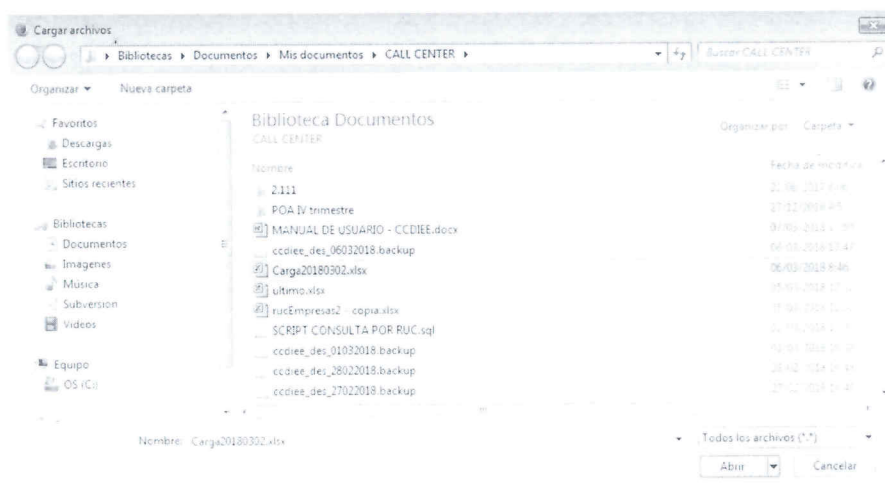 Cargar archivos
Bibliotecas ▸ Documentos ▸ Mis documentos ▸ CALL CENTER ▸
Buscar CALL CENTER
Organizar
Nueva carpeta
Favoritos
Descargas
Escritorio
Sitios recientes
Bibliotecas
Documentos
Imagenes
Música
Subversion
Videos
Equipo
OS (C:)
Biblioteca Documentos
CALL CENTER
Organizar por: Carpeta
Nombre
Fecha de modifica
2.111
POA IV trimestre
MANUAL DE USUARIO - CCDIEE.docx
ccdiee_des_06032018.backup
Carga20180302.xlsx 06/03/2018 8:46
ultimo.xlsx
rucEmpresas2 - copia.xlsx
SCRIPT CONSULTA POR RUC.sql
ccdiee_des_01032018.backup
ccdiee_des_28022018.backup
ccdiee_des_27022018.backup
Nombre: Carga20180302.xlsx
Todos los archivos (*.*)
Abrir
Cancelar